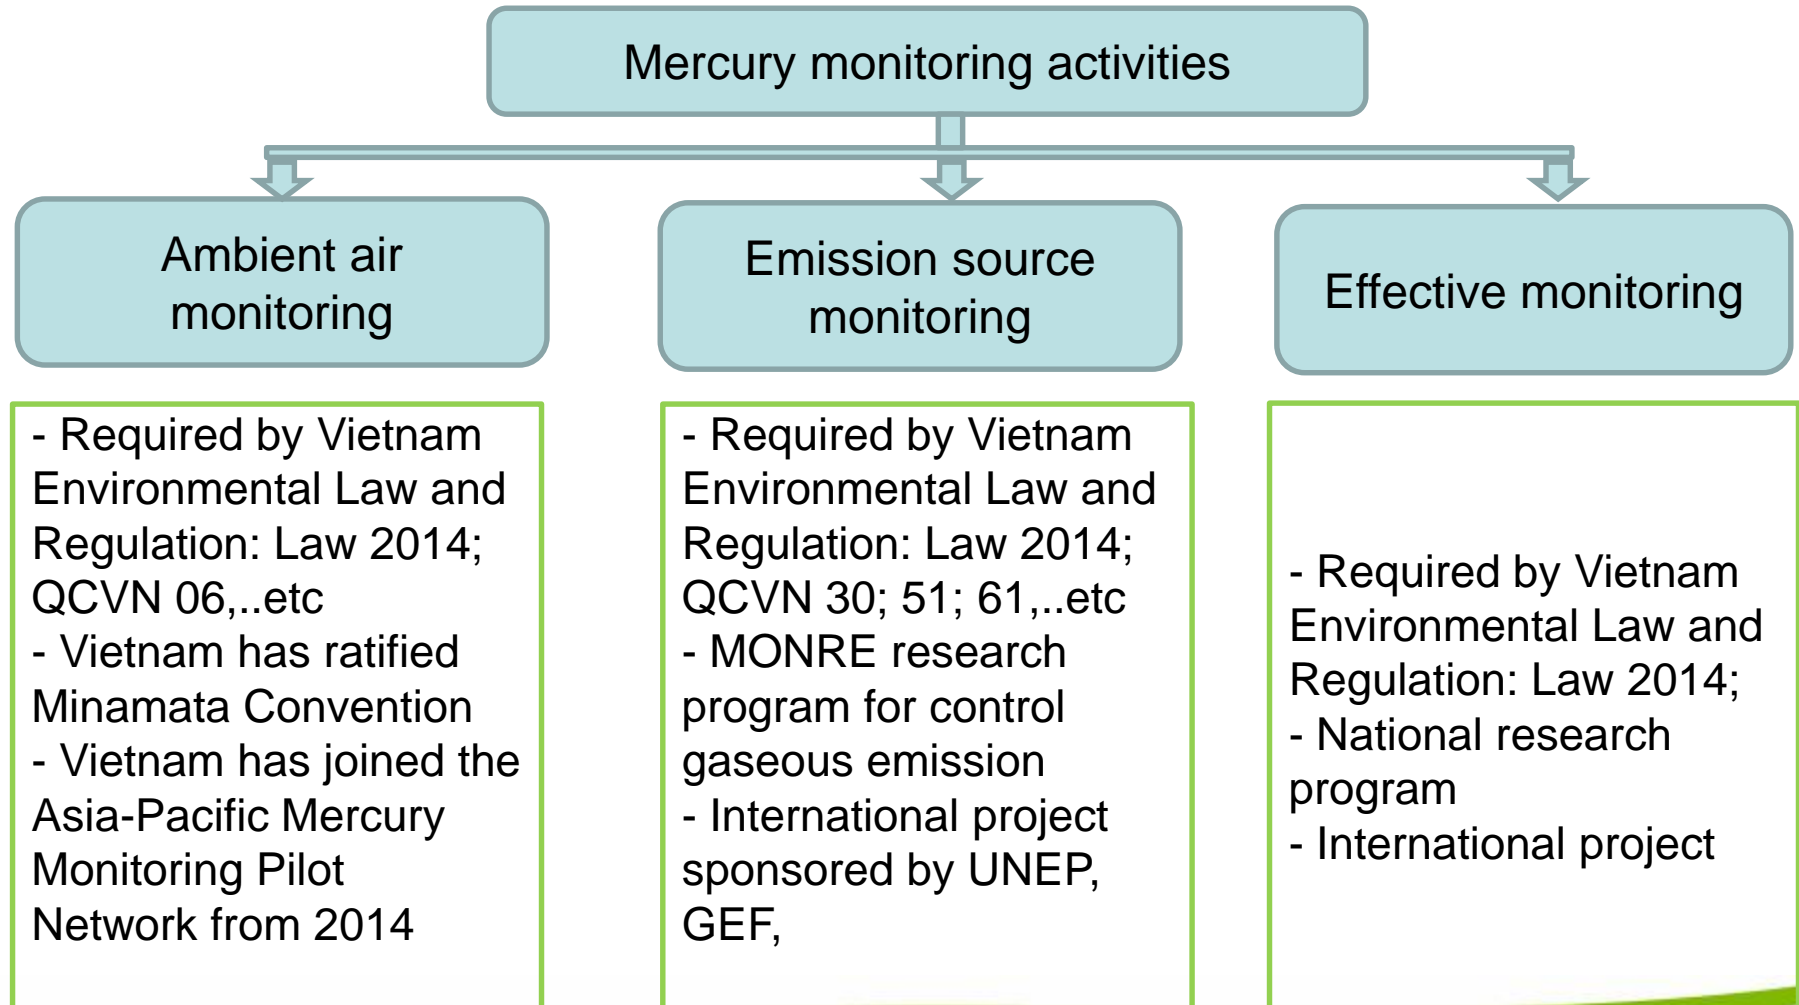 Mercury monitoring activities
Ambient air
monitoring
Emission source
monitoring
Effective monitoring
- Required by Vietnam
Environmental Law and
Regulation: Law 2014;
QCVN 06,..etc
- Vietnam has ratified
Minamata Convention
- Vietnam has joined the
Asia-Pacific Mercury
Monitoring Pilot
Network from 2014
- Required by Vietnam
Environmental Law and
Regulation: Law 2014;
QCVN 30; 51; 61,..etc
- MONRE research
program for control
gaseous emission
- International project
sponsored by UNEP,
GEF,
- Required by Vietnam
Environmental Law and
Regulation: Law 2014;
- National research
program
- International project